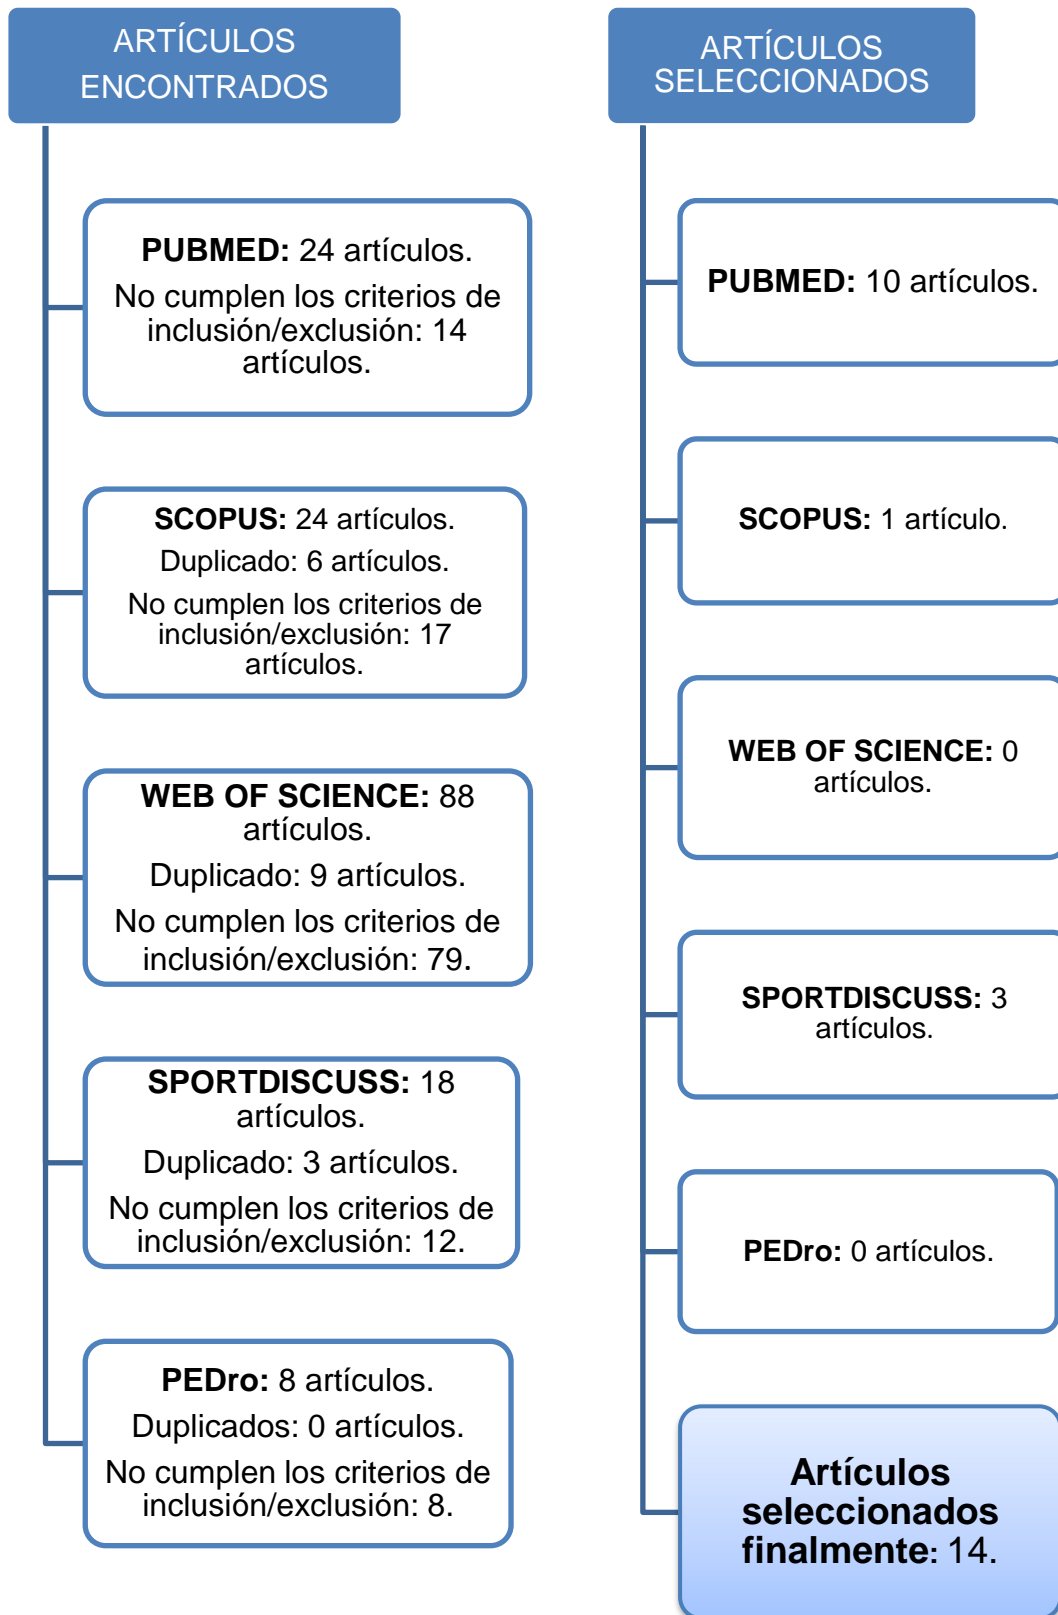 ARTÍCULOS
ENCONTRADOS
PUBMED: 24 artículos.
No cumplen los criterios de
inclusión/exclusión: 14
artículos.
SCOPUS: 24 artículos.
Duplicado: 6 artículos.
No cumplen los criterios de
inclusión/exclusión: 17
artículos.
WEB OF SCIENCE: 88
artículos.
Duplicado: 9 artículos.
No cumplen los criterios de
inclusión/exclusión: 79.
SPORTDISCUSS: 18
artículos.
Duplicado: 3 artículos.
No cumplen los criterios de
inclusión/exclusión: 12.
PEDro: 8 artículos.
Duplicados: 0 artículos.
No cumplen los criterios de
inclusión/exclusión: 8.
ARTÍCULOS
SELECCIONADOS
PUBMED: 10 artículos.
SCOPUS: 1 artículo.
WEB OF SCIENCE: 0
artículos.
SPORTDISCUSS: 3
artículos.
PEDro: 0 artículos.
Artículos
seleccionados
finalmente: 14.